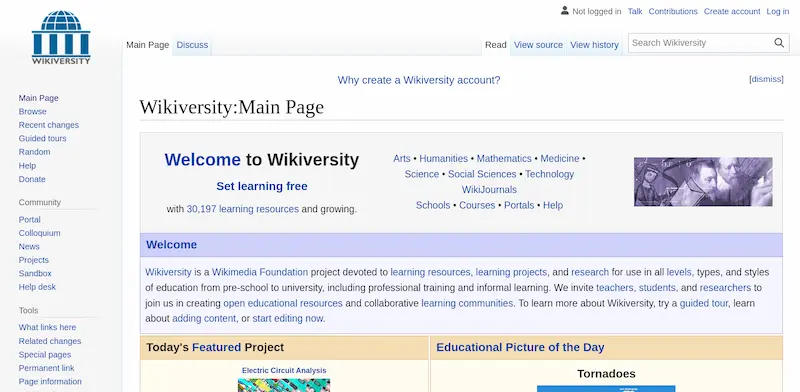 Not logged in Talk Contributions Create account Log in
WIKIVERSITY
Main Page Discuss Read View source View history Search Wikiversity
Why create a Wikiversity account? [dismiss]
Wikiversity:Main Page
Main Page
Browse
Recent changes
Guided tours
Random
Help
Donate
Community
Portal
Colloquium
News
Projects
Sandbox
Help desk
Tools
What links here
Related changes
Special pages
Permanent link
Page information
Welcome to Wikiversity
Set learning free
with 30,197 learning resources and growing.
Arts • Humanities • Mathematics • Medicine •
Science • Social Sciences • Technology
WikiJournals
Schools • Courses • Portals • Help
Welcome
Wikiversity is a Wikimedia Foundation project devoted to learning resources, learning projects, and research for use in all levels, types, and styles
of education from pre-school to university, including professional training and informal learning. We invite teachers, students, and researchers to
join us in creating open educational resources and collaborative learning communities. To learn more about Wikiversity, try a guided tour, learn
about adding content, or start editing now.
Today's Featured Project
Electric Circuit Analysis
Educational Picture of the Day
Tornadoes